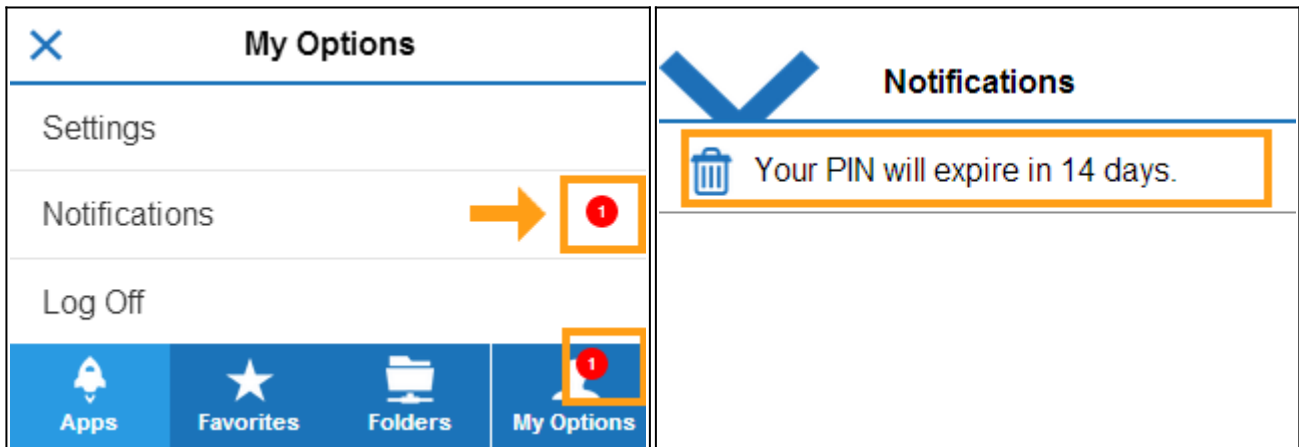 My Options
Settings
Notifications
1
Log Off
1
Apps
Favorites
Folders
My Options
Notifications
Your PIN will expire in 14 days.